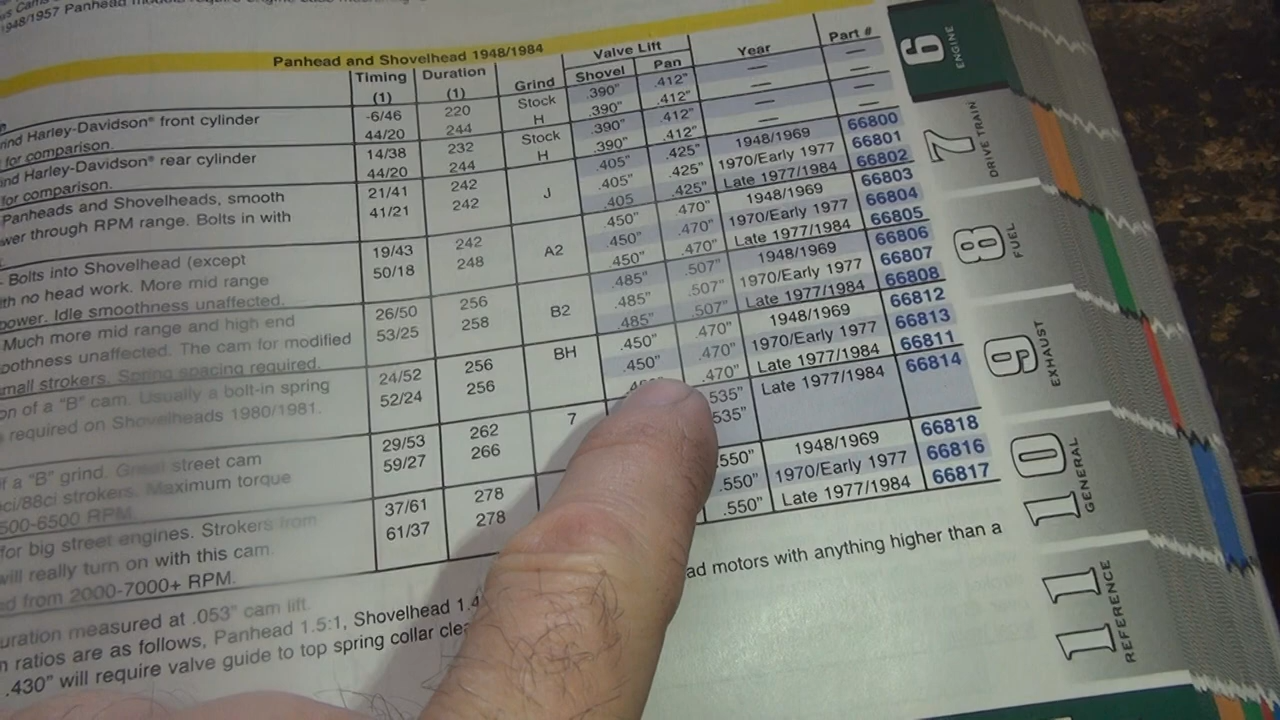 1948/1957 Panhead models require engine case
Panhead and Shovelhead 1948/1984
Timing (1) Duration (1) Grind Valve Lift Shovel Pan Year Part #
ind Harley-Davidson® front cylinder -6/46 220 Stock .390" .412" — —
for comparison. 44/20 244 H .390" .412" — —
ind Harley-Davidson® rear cylinder 14/38 232 Stock .390" .412" — —
for comparison. 44/20 244 H .390" .412"
Panheads and Shovelheads, smooth 21/41 242 J .405" .425" 1948/1969 66800
wer through RPM range. Bolts in with 41/21 242 .405" .425" 1970/Early 1977 66801
.405 .425" Late 1977/1984 66802
- Bolts into Shovelhead (except 19/43 242 A2 .450" .470" 1948/1969 66803
th no head work. More mid range 50/18 248 .450" .470" 1970/Early 1977 66804
power. Idle smoothness unaffected. 450" .470" Late 1977/1984 66805
Much more mid range and high end 26/50 256 B2 .485" .507" 1948/1969 66806
oothness unaffected. The cam for modified 53/25 258 .485" .507" 1970/Early 1977 66807
mall strokers. Spring spacing required. .485" .507" Late 1977/1984 66808
on of a "B" cam. Usually a bolt-in spring 24/52 256 BH .450" .470" 1948/1969 66812
required on Shovelheads 1980/1981. 52/24 256 .450" .470" 1970/Early 1977 66813
.470" Late 1977/1984 66811
f a "B" grind. Great street cam 29/53 262 7 535" Late 1977/1984 66814
ci/88ci strokers. Maximum torque 59/27 266 535"
500-6500 RPM.
for big street engines. Strokers from 37/61 278 .550" 1948/1969 66818
will really turn on with this cam. 61/37 278 .550" 1970/Early 1977 66816
ed from 2000-7000+ RPM. .550" Late 1977/1984 66817
uration measured at .053" cam lift.
n ratios are as follows, Panhead 1.5:1, Shovelhead 1.4
ad motors with anything higher than a
.430" will require valve guide to top spring collar clea
6 ENGINE
7 DRIVE TRAIN
8 FUEL
9 EXHAUST
10 GENERAL
11 REFERENCE